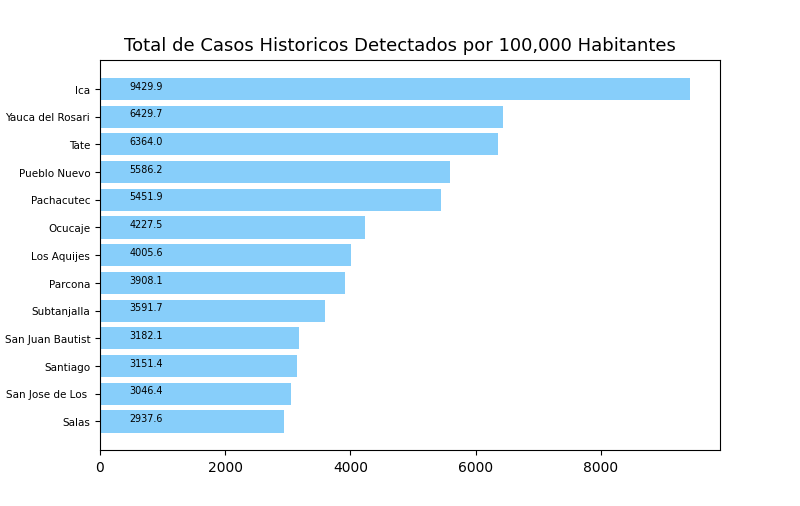 Total de Casos Historicos Detectados por 100,000 Habitantes
Ica 9429.9
Yauca del Rosari 6429.7
Tate 6364.0
Pueblo Nuevo 5586.2
Pachacutec 5451.9
Ocucaje 4227.5
Los Aquijes 4005.6
Parcona 3908.1
Subtanjalla 3591.7
San Juan Bautist 3182.1
Santiago 3151.4
San Jose de Los 3046.4
Salas 2937.6
0 2000 4000 6000 8000